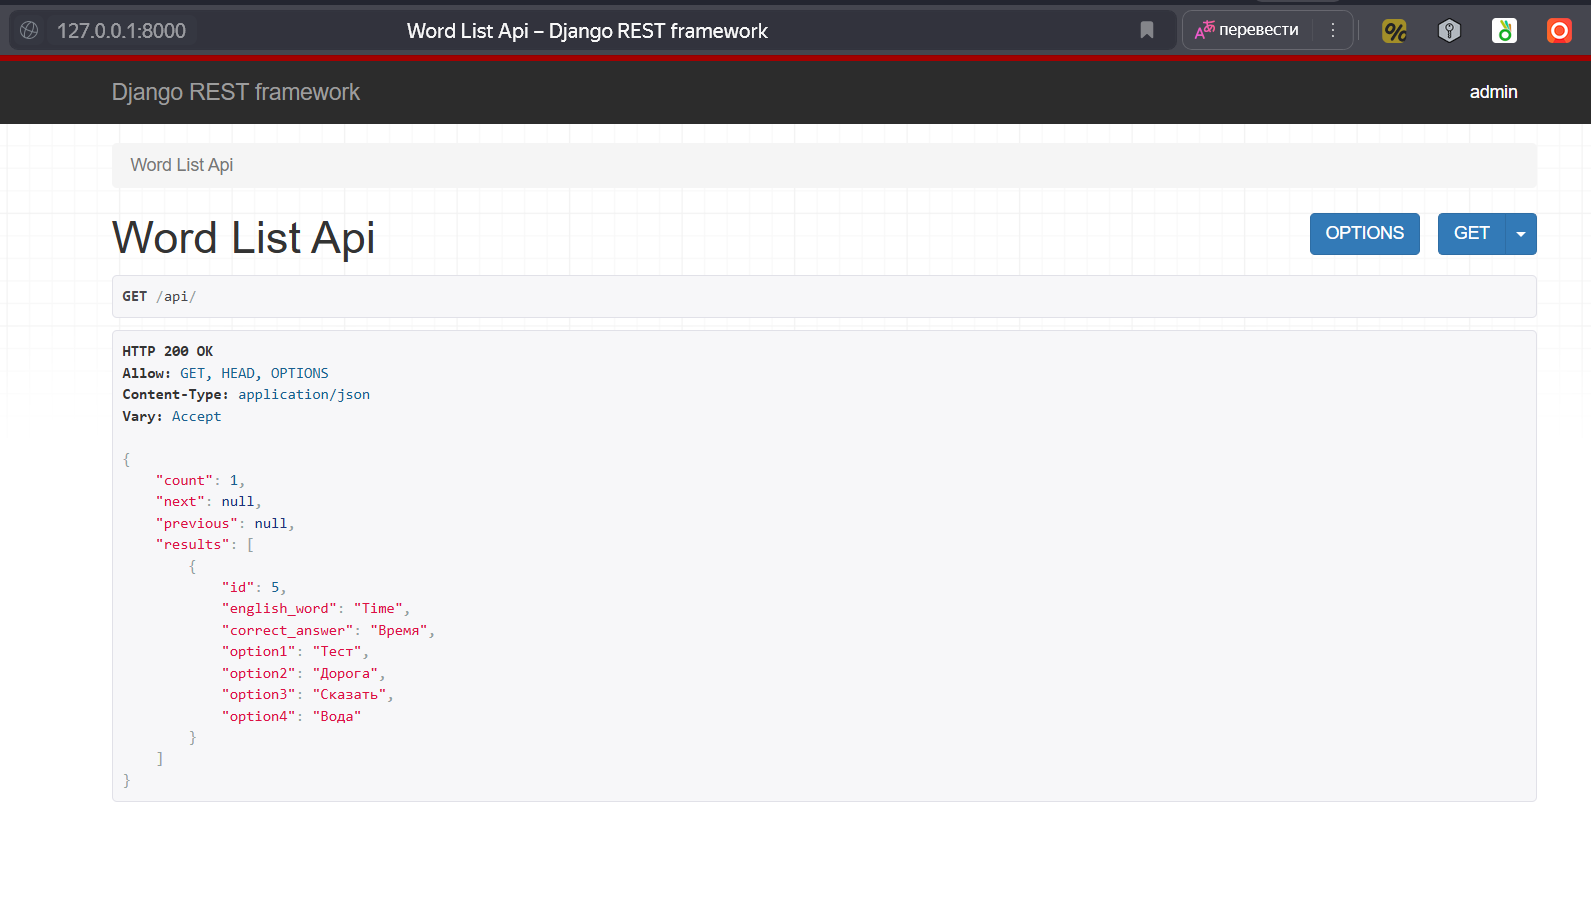 127.0.0.1:8000
Word List Api – Django REST framework
перевести
Django REST framework
admin
Word List Api
Word List Api
OPTIONS
GET
GET /api/
HTTP 200 OK
Allow: GET, HEAD, OPTIONS
Content-Type: application/json
Vary: Accept
{
    "count": 1,
    "next": null,
    "previous": null,
    "results": [
        {
            "id": 5,
            "english_word": "Time",
            "correct_answer": "Время",
            "option1": "Тест",
            "option2": "Дорога",
            "option3": "Сказать",
            "option4": "Вода"
        }
    ]
}